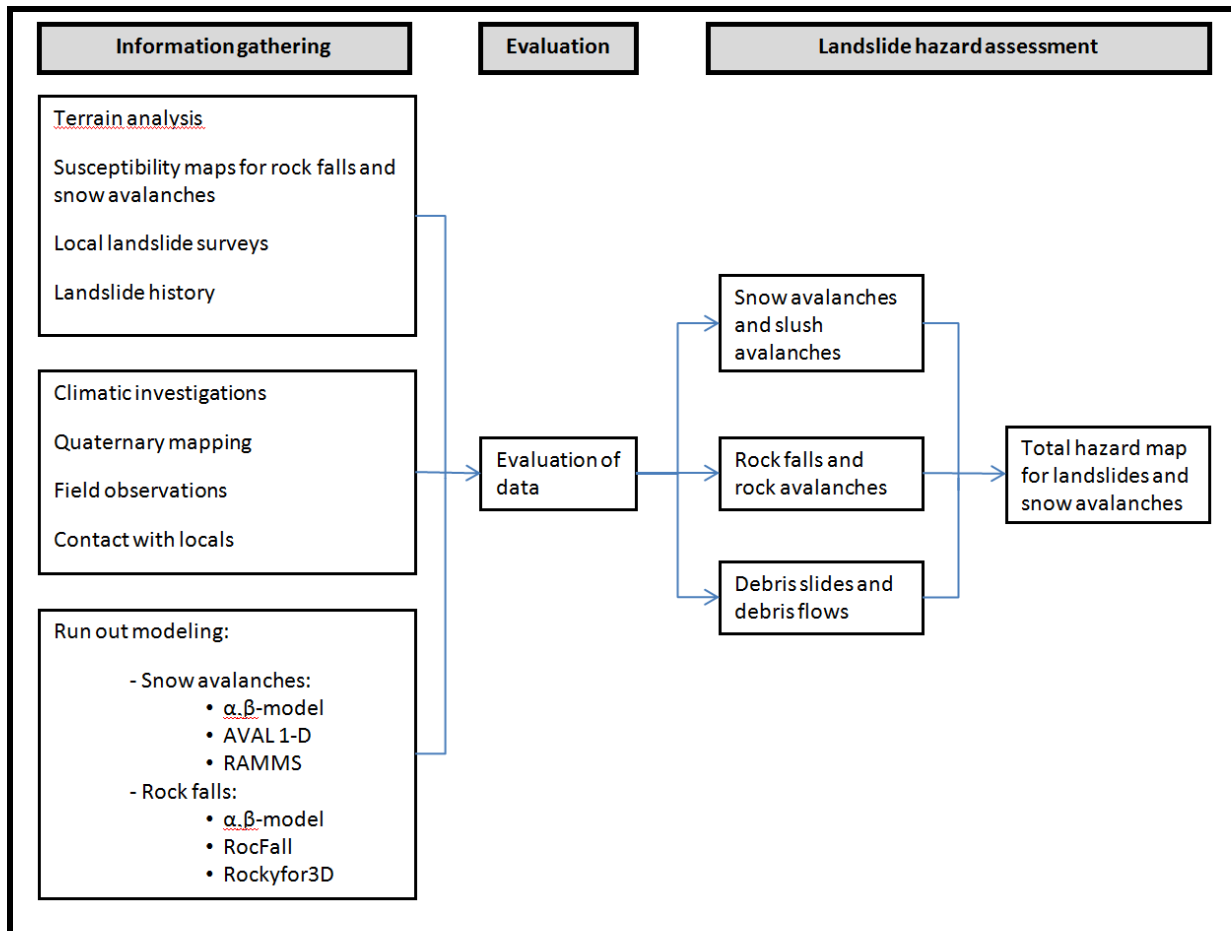 Information gathering
Evaluation
Landslide hazard assessment
Terrain analysis
Susceptibility maps for rock falls and
snow avalanches
Local landslide surveys
Landslide history
Climatic investigations
Quaternary mapping
Field observations
Contact with locals
Run out modeling:
- Snow avalanches:
• α,β-model
• AVAL 1-D
• RAMMS
- Rock falls:
• α,β-model
• RocFall
• Rockyfor3D
Evaluation of
data
Snow avalanches
and slush
avalanches
Rock falls and
rock avalanches
Debris slides and
debris flows
Total hazard map
for landslides and
snow avalanches